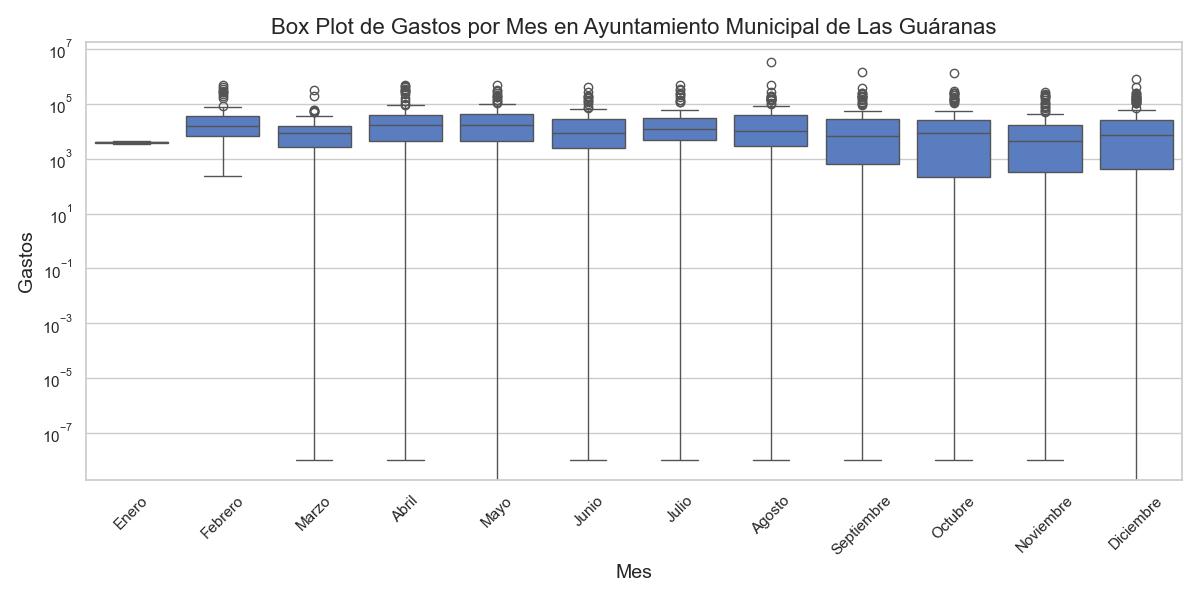 Box Plot de Gastos por Mes en Ayuntamiento Municipal de Las Guáranas
Gastos
10^7
10^5
10^3
10^1
10^−1
10^−3
10^−5
10^−7
Enero
Febrero
Marzo
Abril
Mayo
Junio
Julio
Agosto
Septiembre
Octubre
Noviembre
Diciembre
Mes